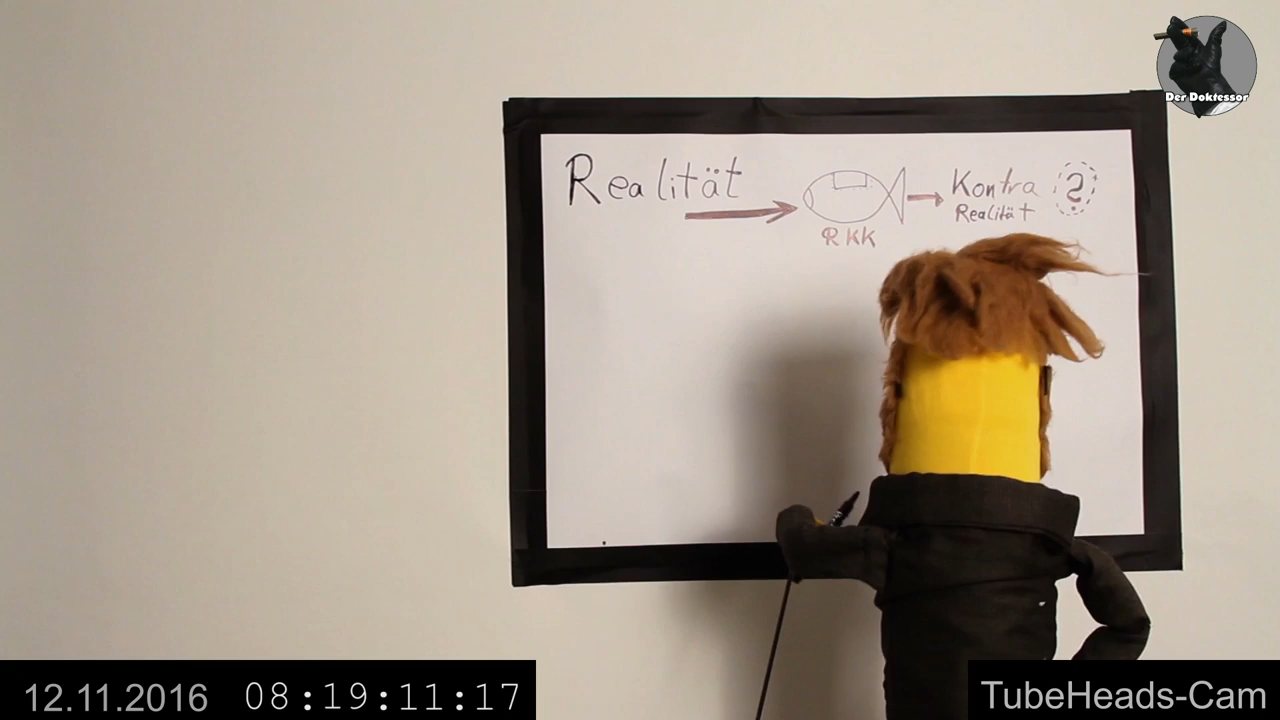 Der Doktessor
Realität
Kontra ?
Realität
RKK
12.11.2016 08:19:11:17
TubeHeads-Cam